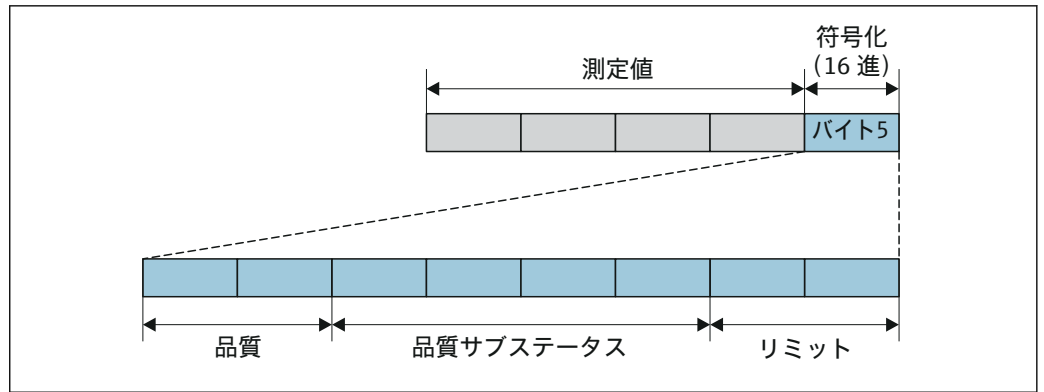 測定値
符号化
(16 進)
バイト5
品質
品質サブステータス
リミット